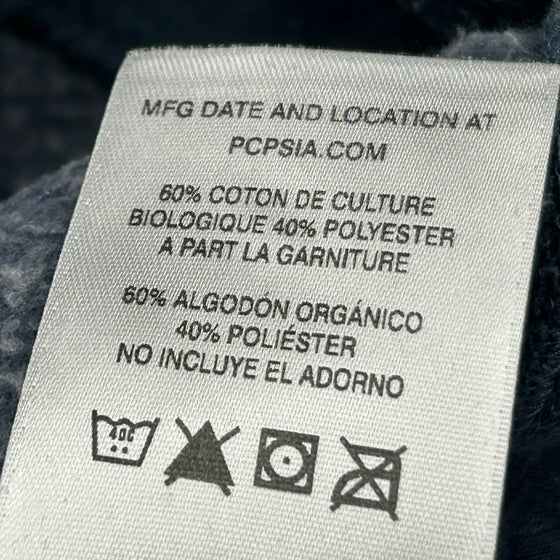 MFG DATE AND LOCATION AT
PCPSIA.COM
60% COTON DE CULTURE
BIOLOGIQUE 40% POLYESTER
A PART LA GARNITURE
60% ALGODÓN ORGÁNICO
40% POLIÉSTER
NO INCLUYE EL ADORNO
40C